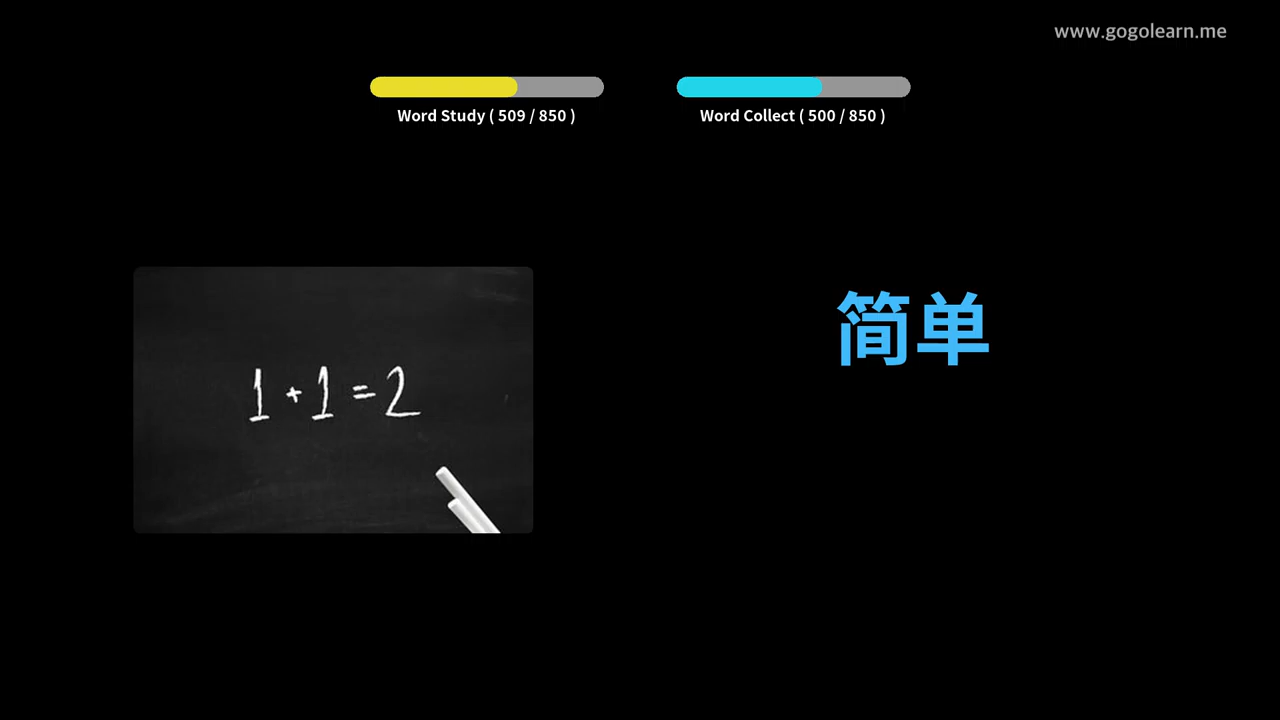 www.gogolearn.me
Word Study ( 509 / 850 )
Word Collect ( 500 / 850 )
1 + 1 = 2
简单